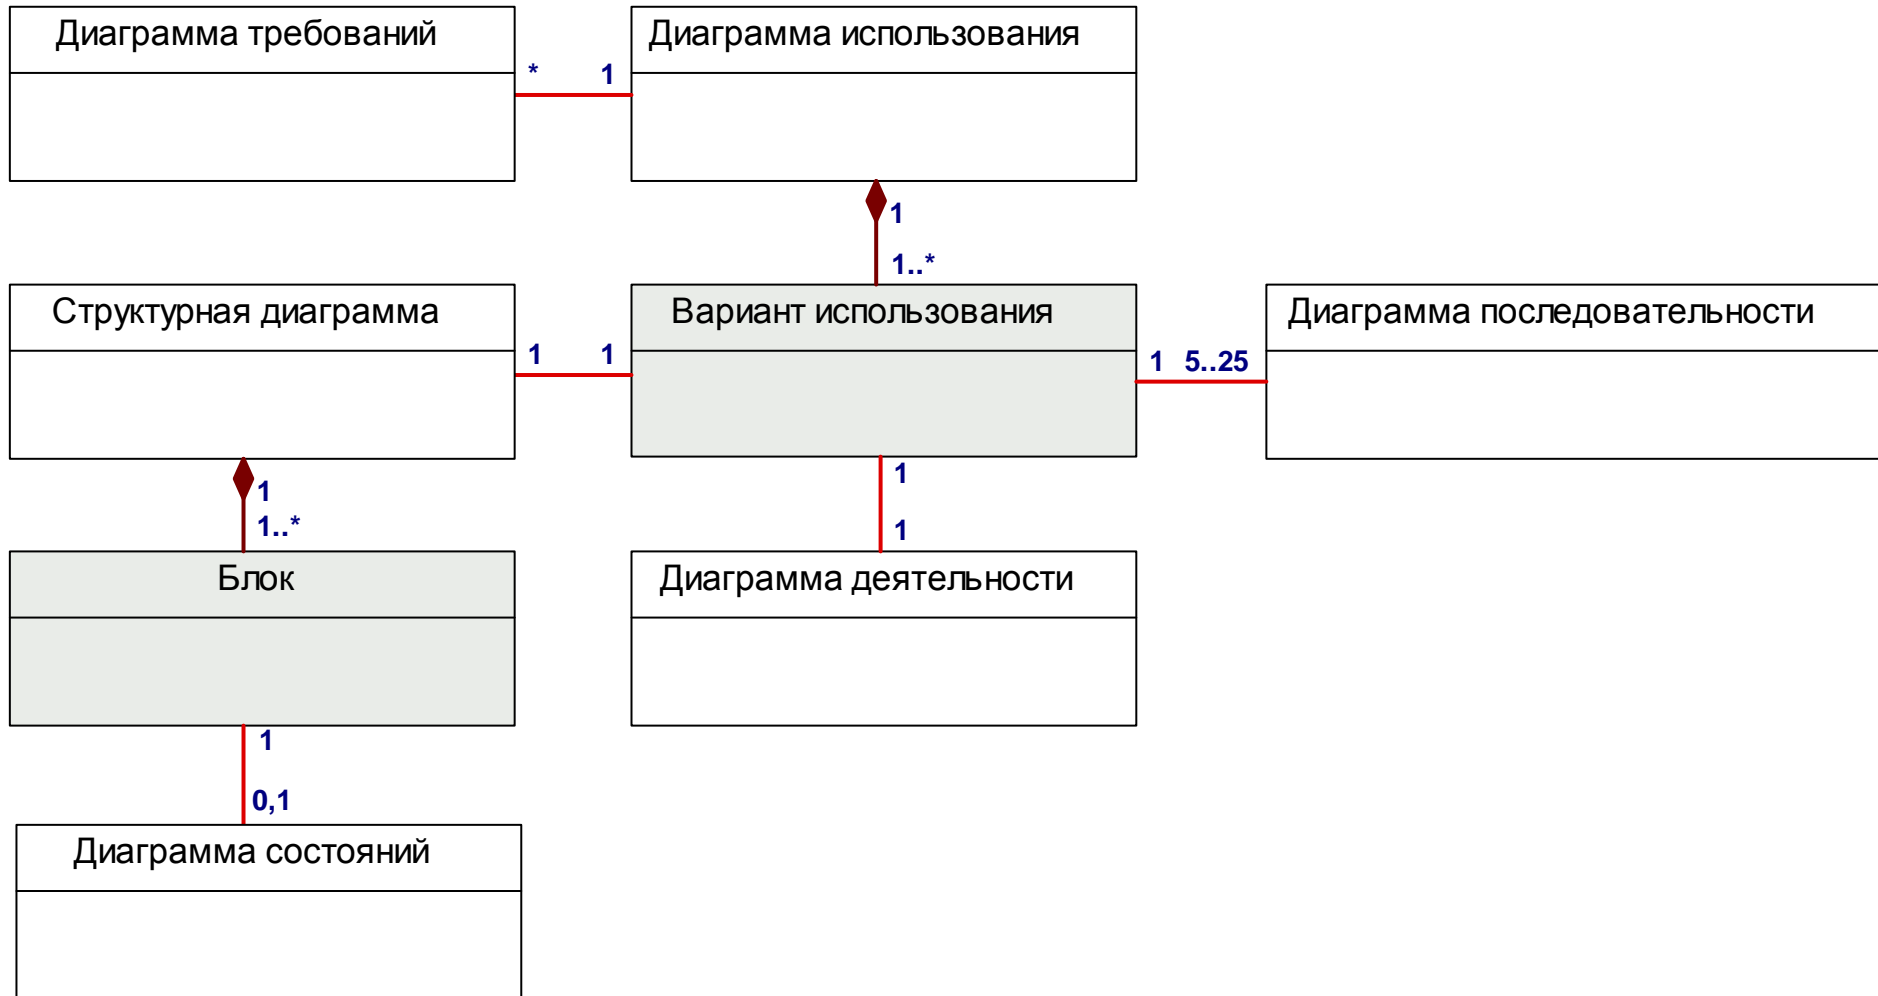 Диаграмма требований
Диаграмма использования
* 1
1
1..*
Структурная диаграмма
Вариант использования
Диаграмма последовательности
1 1
1 5..25
1
1..*
1
1
Блок
Диаграмма деятельности
1
0,1
Диаграмма состояний